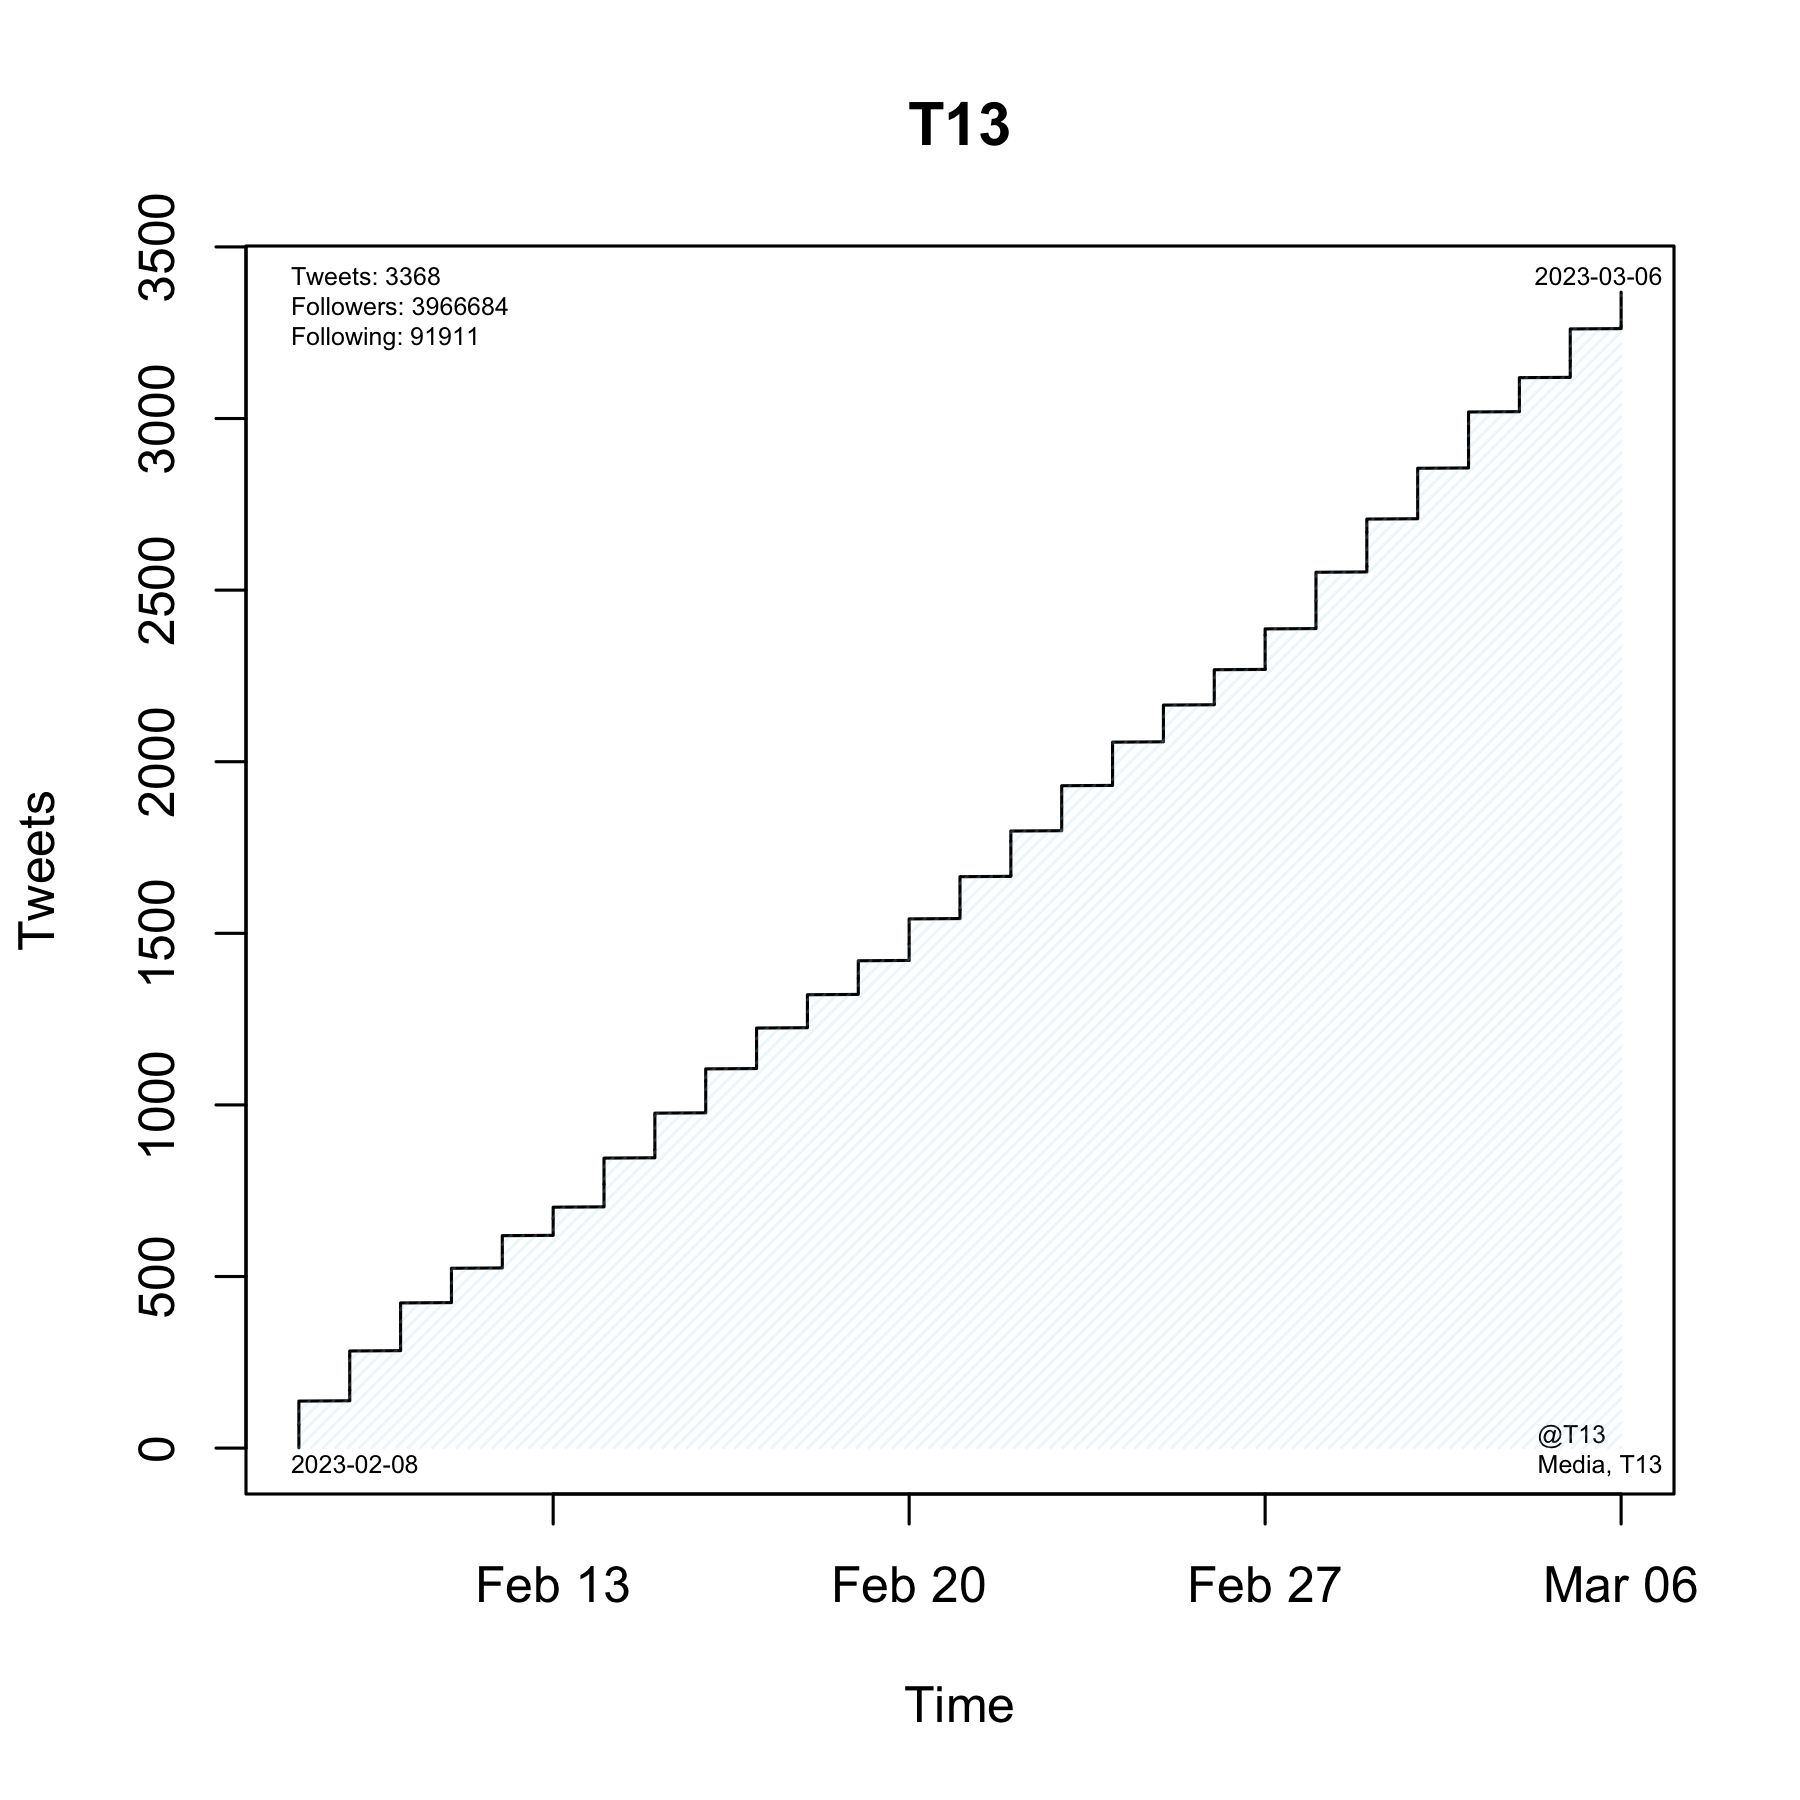 T13
Tweets: 3368
Followers: 3966684
Following: 91911
2023-03-06
3500
3000
2500
2000
1500
1000
500
0
Tweets
2023-02-08
@T13
Media, T13
Feb 13
Feb 20
Feb 27
Mar 06
Time